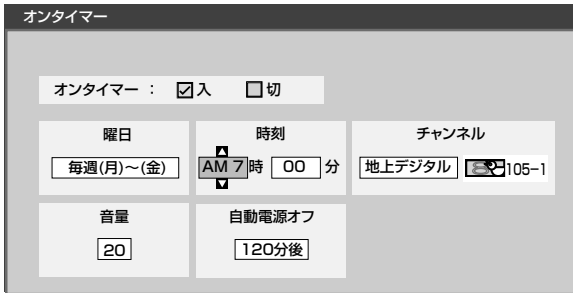 オンタイマー
オンタイマー : 入 切
曜日 時刻 チャンネル
毎週(月)～(金) AM 7 時 00 分 地上デジタル 105-1
音量 自動電源オフ
20 120分後